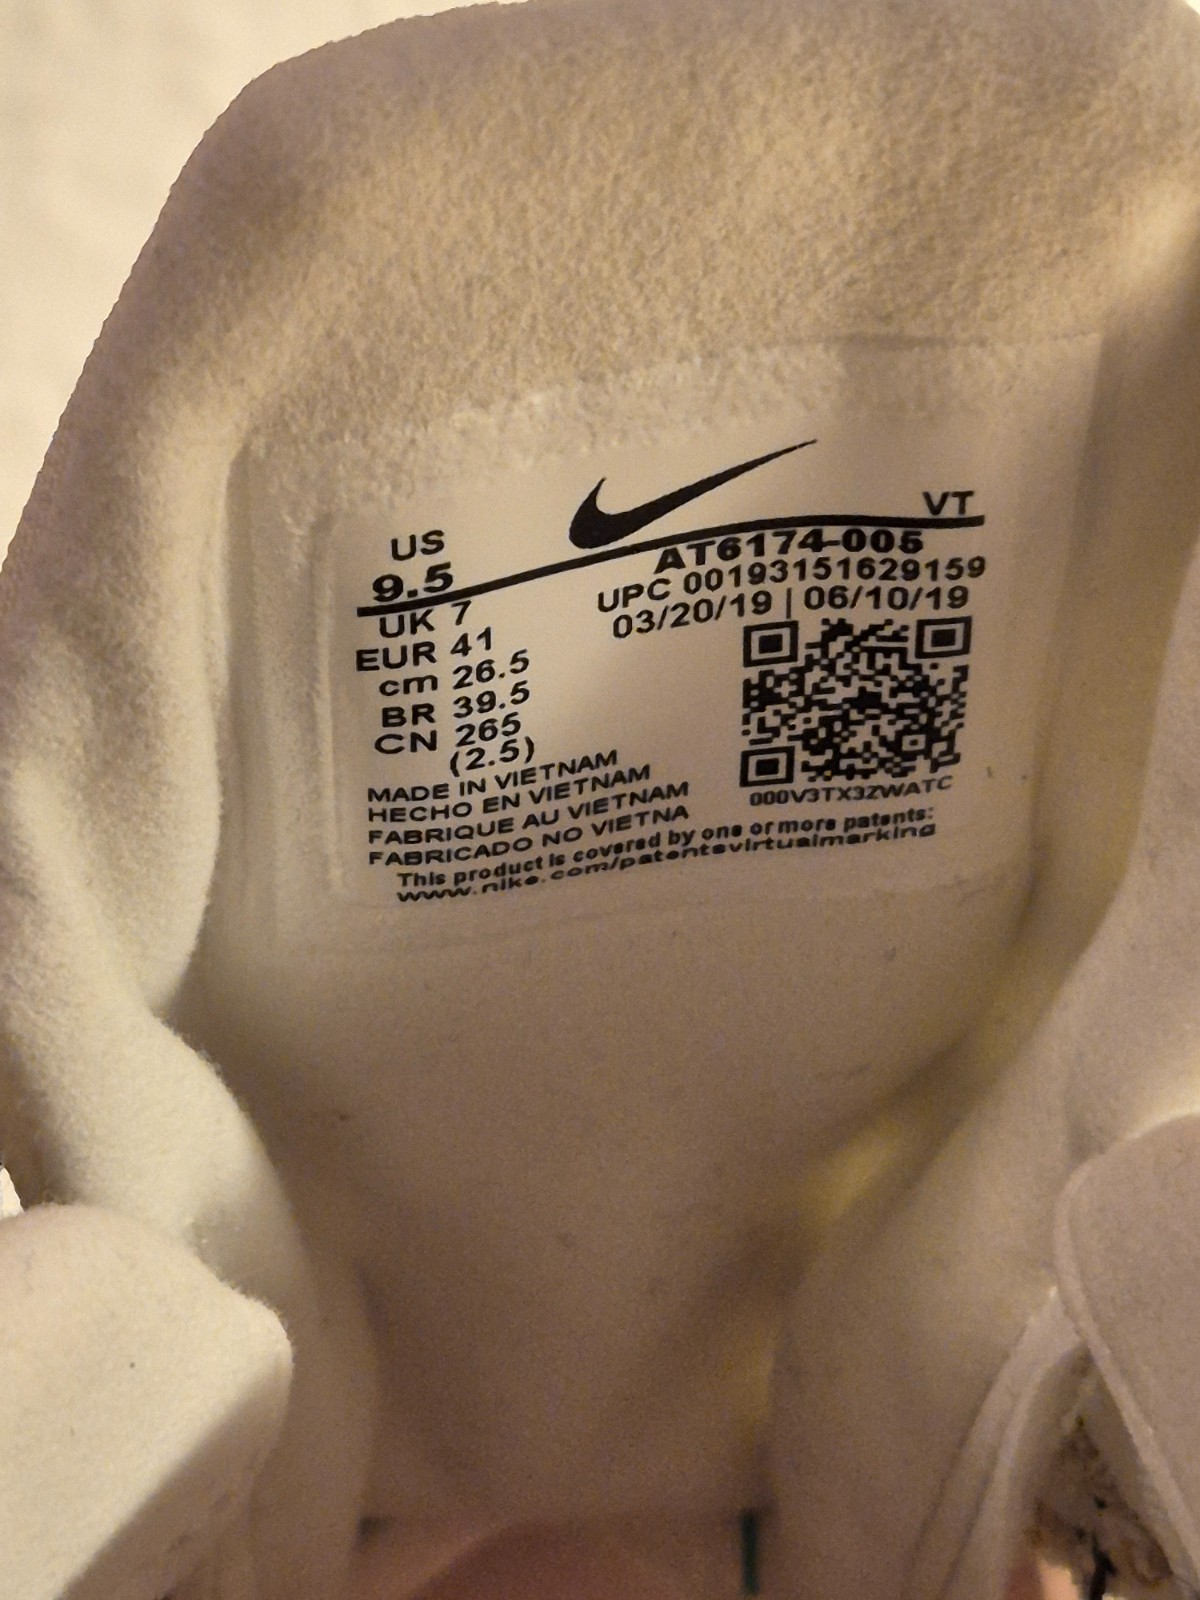 US
9.5
UK 7
EUR 41
cm 26.5
BR 39.5
CN 265
(2.5)
VT
AT6174-005
UPC 00193151629159
03/20/19 | 06/10/19
000V3TX3ZWATC
MADE IN VIETNAM
HECHO EN VIETNAM
FABRIQUE AU VIETNAM
FABRICADO NO VIETNA
This product is covered by one or more patents:
www.nike.com/patentsvirtualmarking